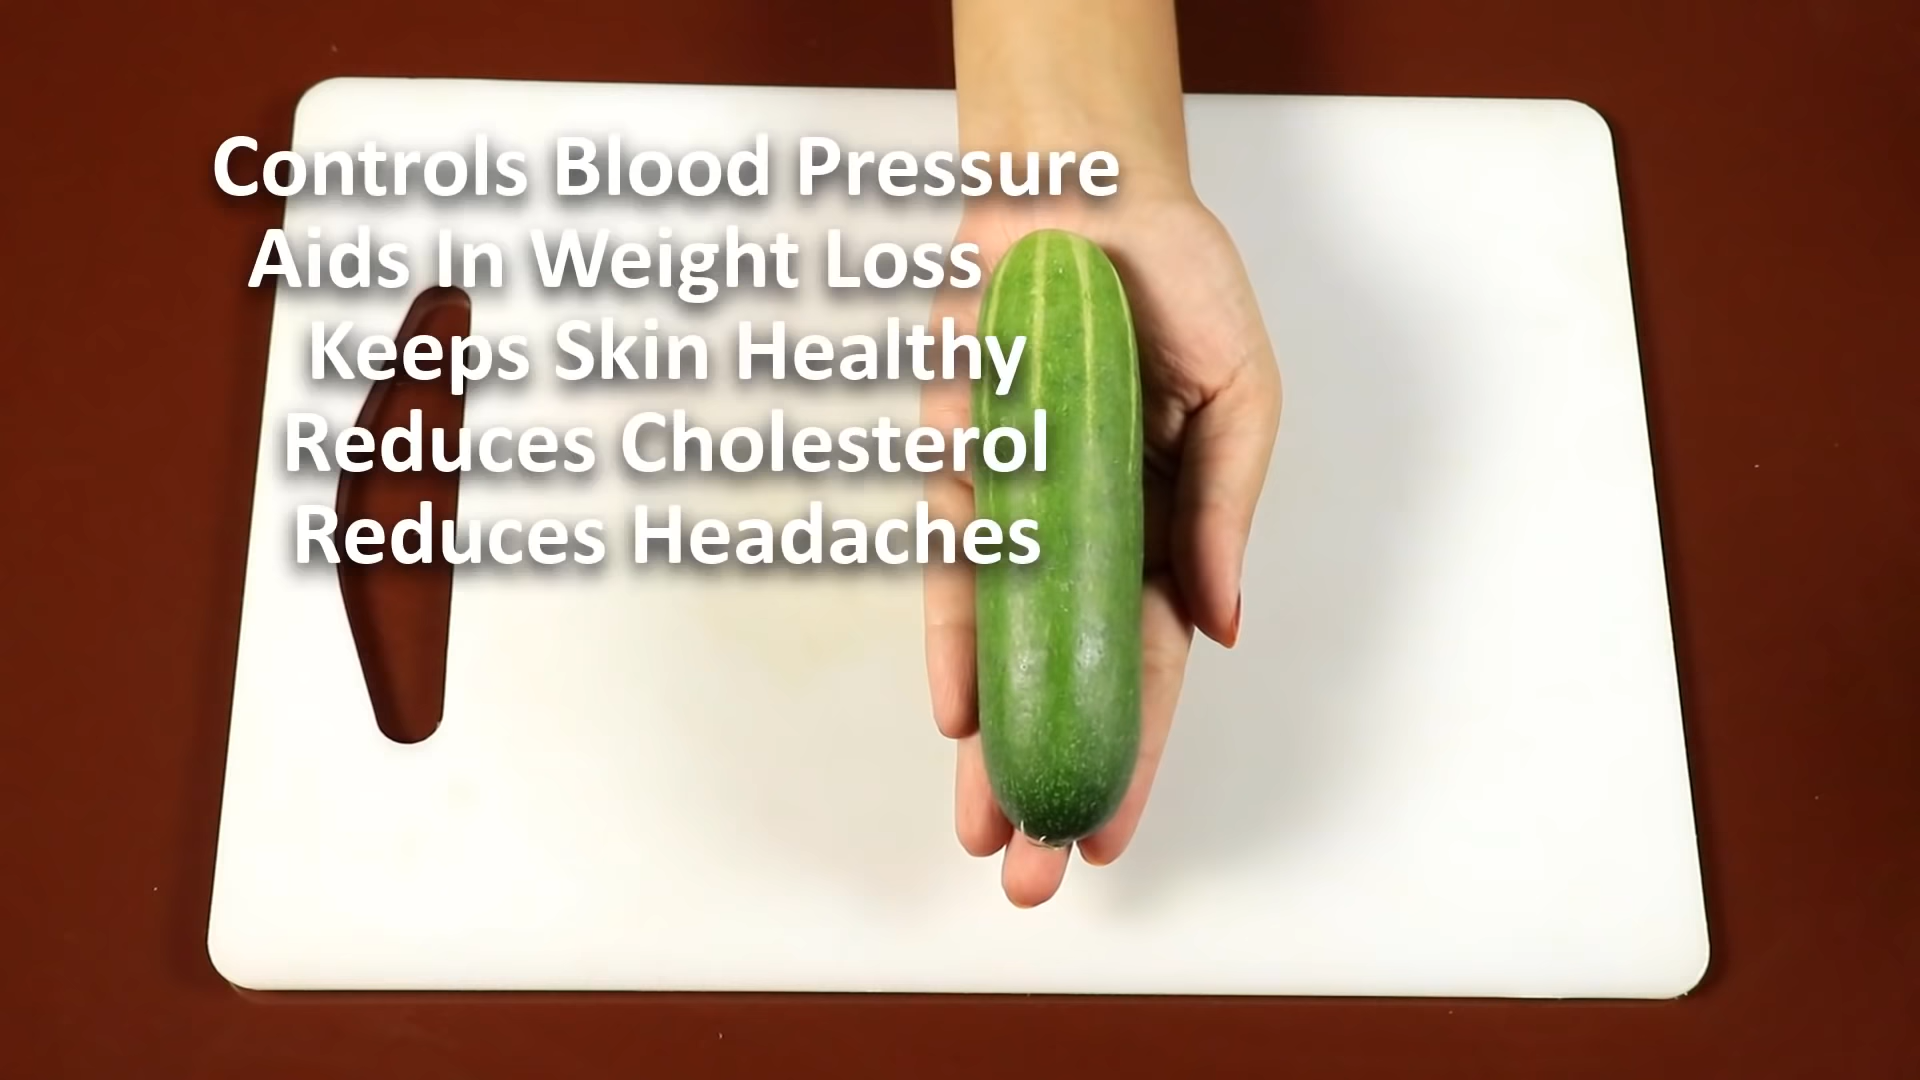 Controls Blood Pressure
Aids In Weight Loss
Keeps Skin Healthy
Reduces Cholesterol
Reduces Headaches